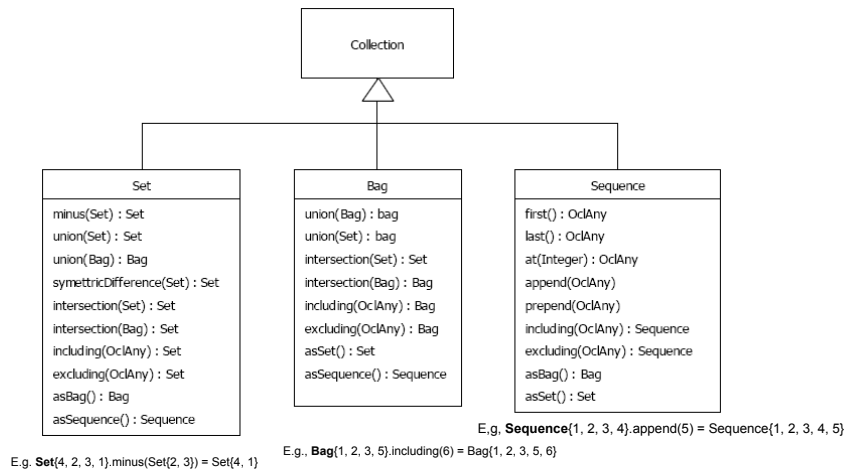 Collection
Set
minus(Set) : Set
union(Set) : Set
union(Bag) : Bag
symettricDifference(Set) : Set
intersection(Set) : Set
intersection(Bag) : Set
including(OclAny) : Set
excluding(OclAny) : Set
asBag() : Bag
asSequence() : Sequence
E.g. Set{4, 2, 3, 1}.minus(Set{2, 3}) = Set{4, 1}
Bag
union(Bag) : bag
union(Set) : bag
intersection(Set) : Set
intersection(Bag) : Bag
including(OclAny) : Bag
excluding(OclAny) : Bag
asSet() : Set
asSequence() : Sequence
E.g., Bag{1, 2, 3, 5}.including(6) = Bag{1, 2, 3, 5, 6}
Sequence
first() : OclAny
last() : OclAny
at(Integer) : OclAny
append(OclAny)
prepend(OclAny)
including(OclAny) : Sequence
excluding(OclAny) : Sequence
asBag() : Bag
asSet() : Set
E,g, Sequence{1, 2, 3, 4}.append(5) = Sequence{1, 2, 3, 4, 5}